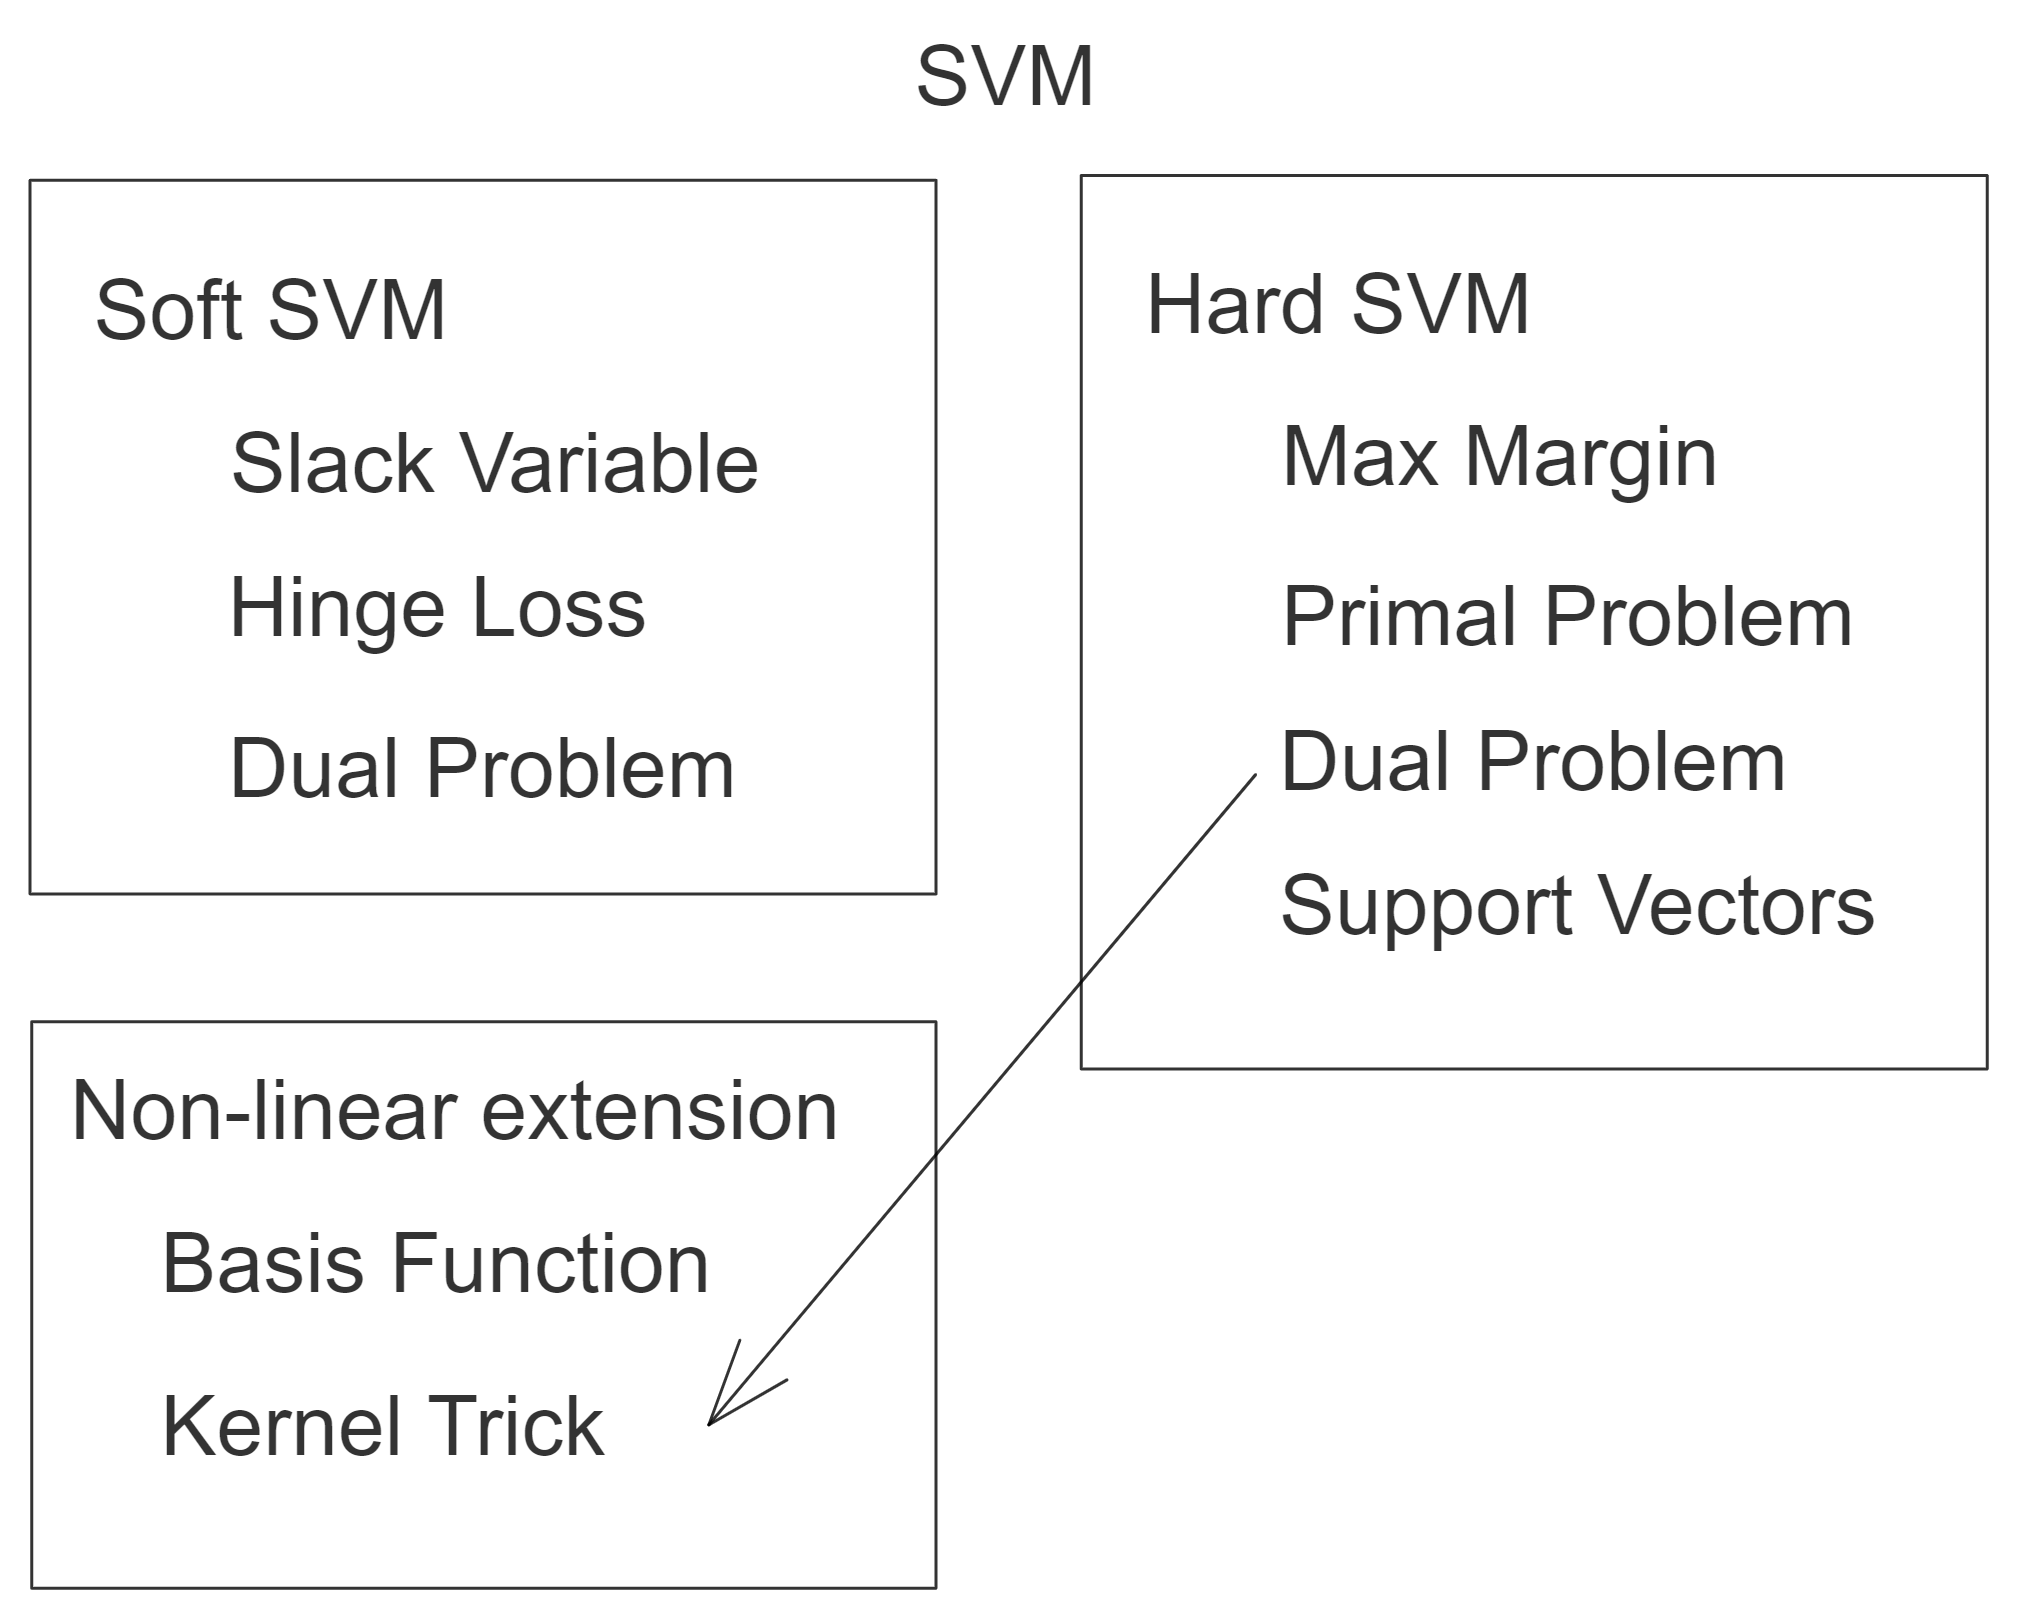 SVM
Soft SVM
Slack Variable
Hinge Loss
Dual Problem
Hard SVM
Max Margin
Primal Problem
Dual Problem
Support Vectors
Non-linear extension
Basis Function
Kernel Trick